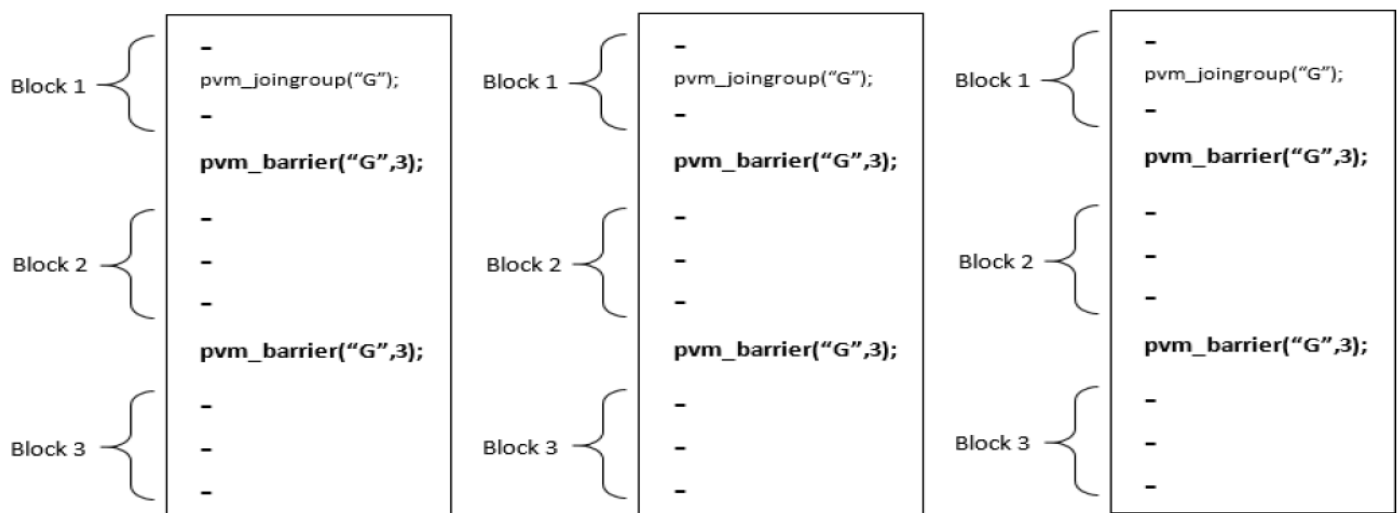 -
Block 1
pvm_joingroup(“G”);
-
pvm_barrier(“G”,3);
-
Block 2
-
-
pvm_barrier(“G”,3);
-
Block 3
-
-
-
Block 1
pvm_joingroup(“G”);
-
pvm_barrier(“G”,3);
-
Block 2
-
-
pvm_barrier(“G”,3);
-
Block 3
-
-
-
Block 1
pvm_joingroup(“G”);
-
pvm_barrier(“G”,3);
-
Block 2
-
-
pvm_barrier(“G”,3);
-
Block 3
-
-